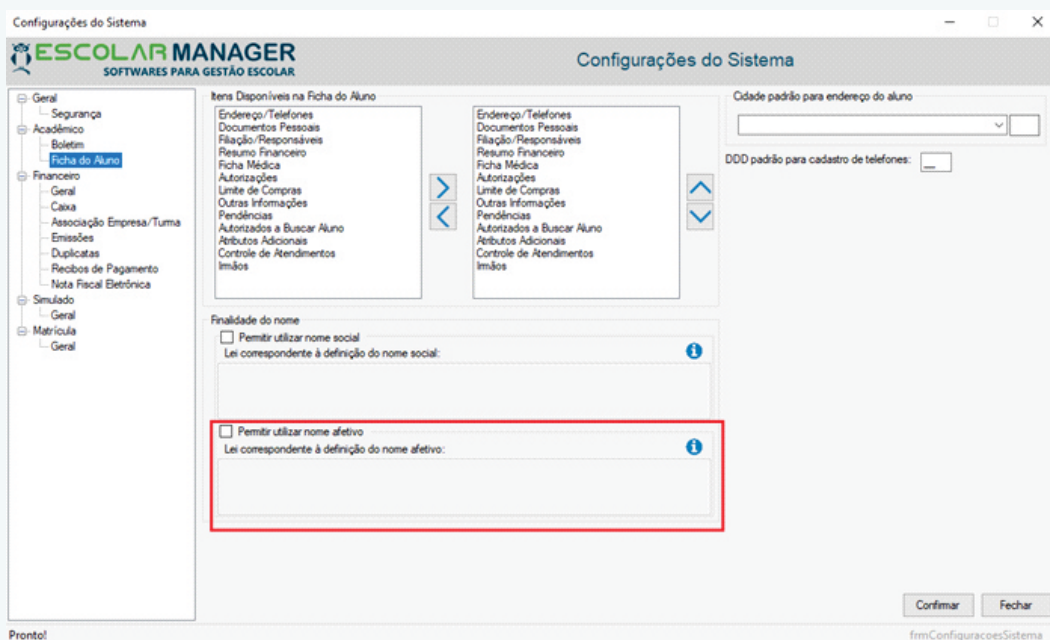 Configurações do Sistema
ESCOLAR MANAGER
SOFTWARES PARA GESTÃO ESCOLAR
Configurações do Sistema
Geral
Segurança
Acadêmico
Boletim
Ficha do Aluno
Financeiro
Geral
Caixa
Associação Empresa/Turma
Emissões
Duplicatas
Recibos de Pagamento
Nota Fiscal Eletrônica
Simulado
Geral
Matrícula
Geral
Itens Disponíveis na Ficha do Aluno
Endereço/Telefones
Documentos Pessoais
Filiação/Responsáveis
Resumo Financeiro
Ficha Médica
Autorizações
Limite de Compras
Outras Informações
Pendências
Autorizados a Buscar Aluno
Atributos Adicionais
Controle de Atendimentos
Irmãos
Endereço/Telefones
Documentos Pessoais
Filiação/Responsáveis
Resumo Financeiro
Ficha Médica
Autorizações
Limite de Compras
Outras Informações
Pendências
Autorizados a Buscar Aluno
Atributos Adicionais
Controle de Atendimentos
Irmãos
Cidade padrão para endereço do aluno
DDD padrão para cadastro de telefones: __
Finalidade do nome
Permitir utilizar nome social
Lei correspondente à definição do nome social:
Permitir utilizar nome afetivo
Lei correspondente à definição do nome afetivo:
Confirmar
Fechar
Pronto!
frmConfiguracoesSistema